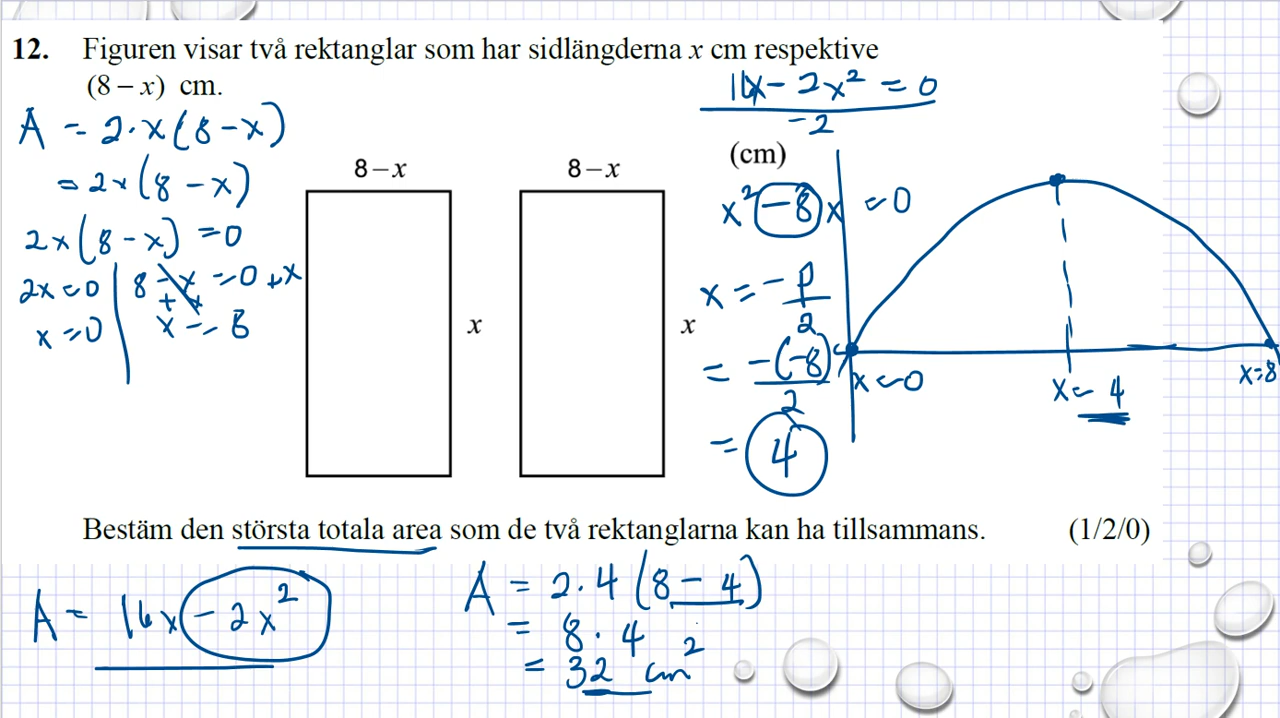 12. Figuren visar två rektanglar som har sidlängderna x cm respektive
(8 – x) cm.
A = 2·x(8-x)
= 2x(8-x)
2x(8-x) = 0
2x=0 | 8-x = 0 +x
+x
x=0 | x = 8
8 – x
x
8 – x
x
16x - 2x² = 0
-2
(cm)
x² - 8x = 0
x = -p
2
= -(-8)
2
= 4
x=0
x= 4
x=8
Bestäm den största totala area som de två rektanglarna kan ha tillsammans. (1/2/0)
A = 16x - 2x²
A = 2·4 (8 - 4)
= 8·4
= 32 cm²